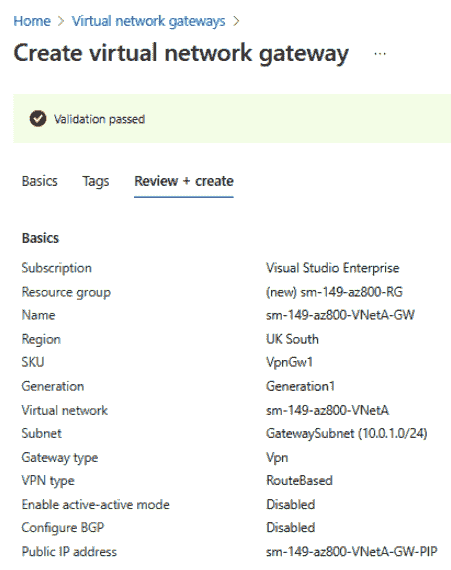 Home > Virtual network gateways >
Create virtual network gateway ...
Validation passed
Basics Tags Review + create
Basics
Subscription Visual Studio Enterprise
Resource group (new) sm-149-az800-RG
Name sm-149-az800-VNetA-GW
Region UK South
SKU VpnGw1
Generation Generation1
Virtual network sm-149-az800-VNetA
Subnet GatewaySubnet (10.0.1.0/24)
Gateway type Vpn
VPN type RouteBased
Enable active-active mode Disabled
Configure BGP Disabled
Public IP address sm-149-az800-VNetA-GW-PIP